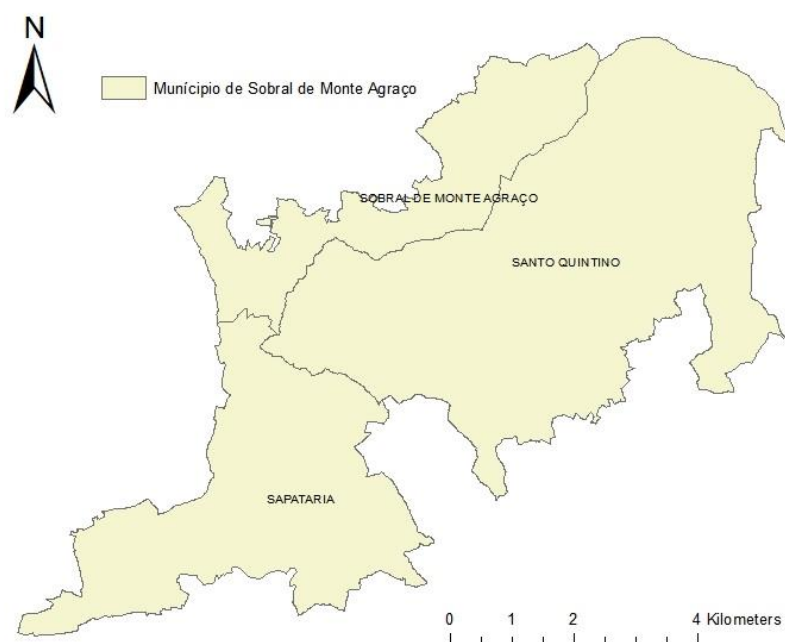 N
Munícipio de Sobral de Monte Agraço
SOBRAL DE MONTE AGRAÇO
SANTO QUINTINO
SAPATARIA
0 1 2 4 Kilometers